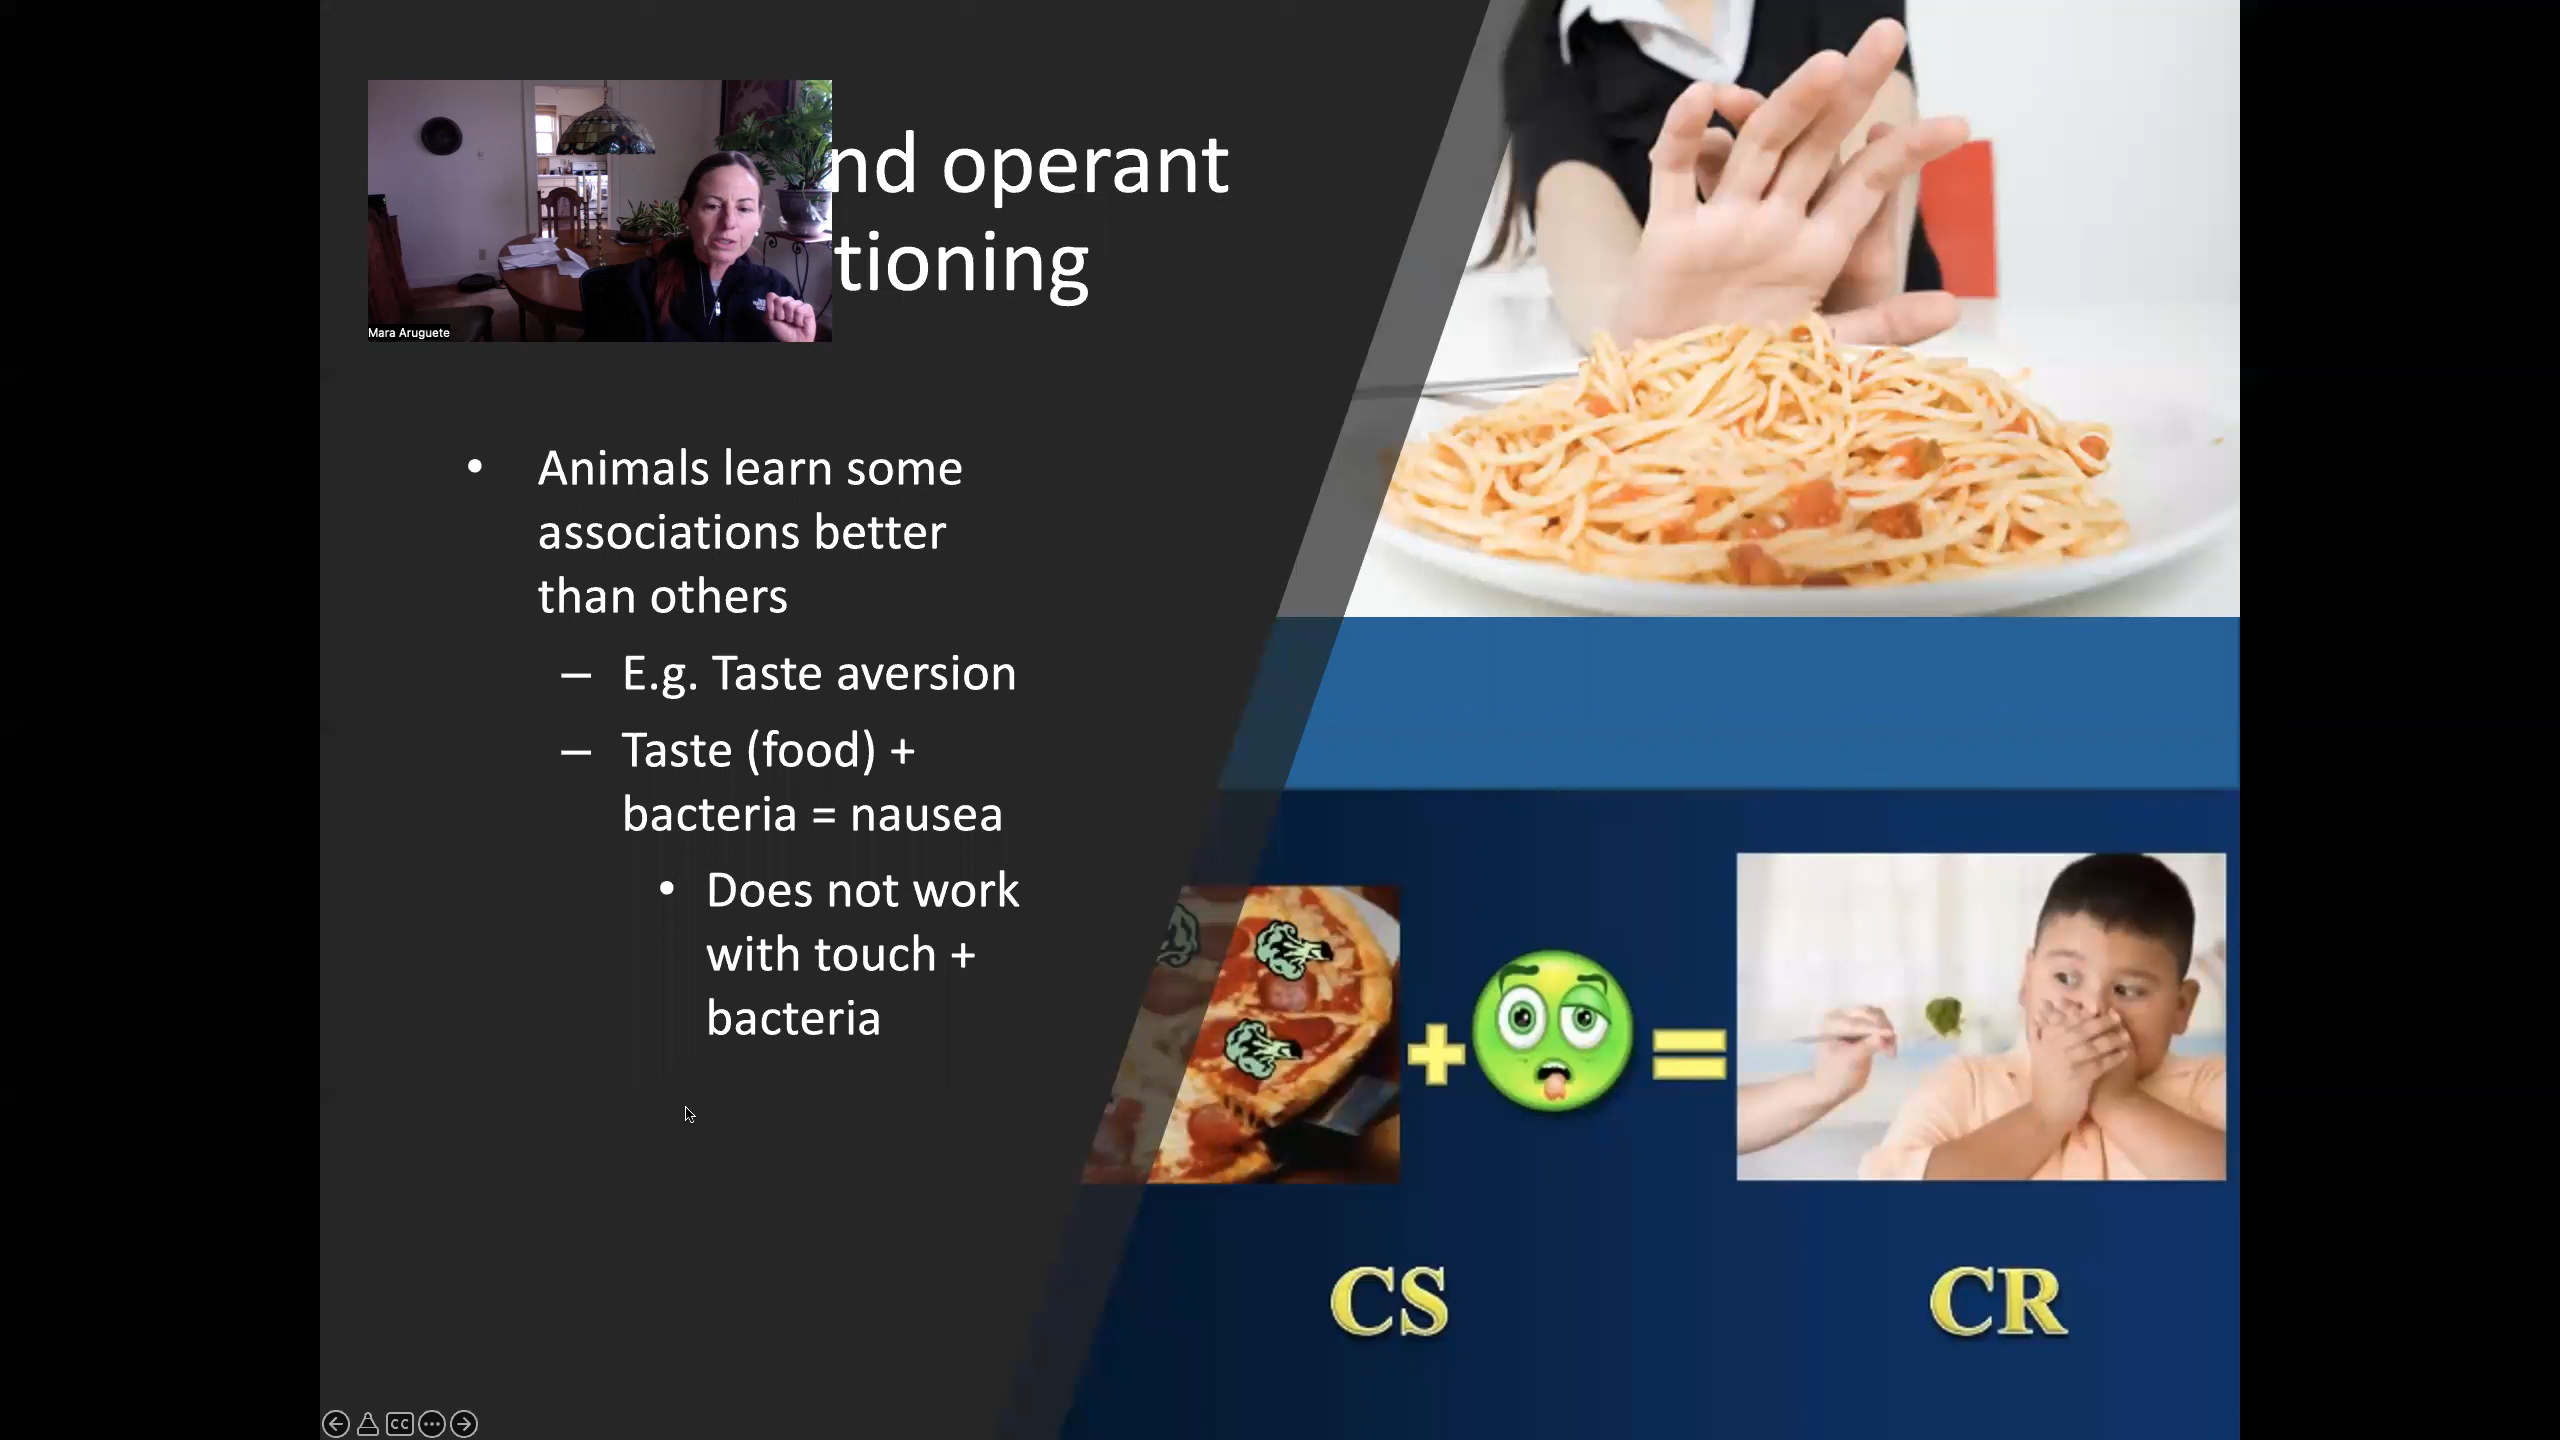 nd operant
tioning
Mara Aruguete
• Animals learn some
associations better
than others
– E.g. Taste aversion
– Taste (food) +
bacteria = nausea
• Does not work
with touch +
bacteria
+
=
CS
CR
CC